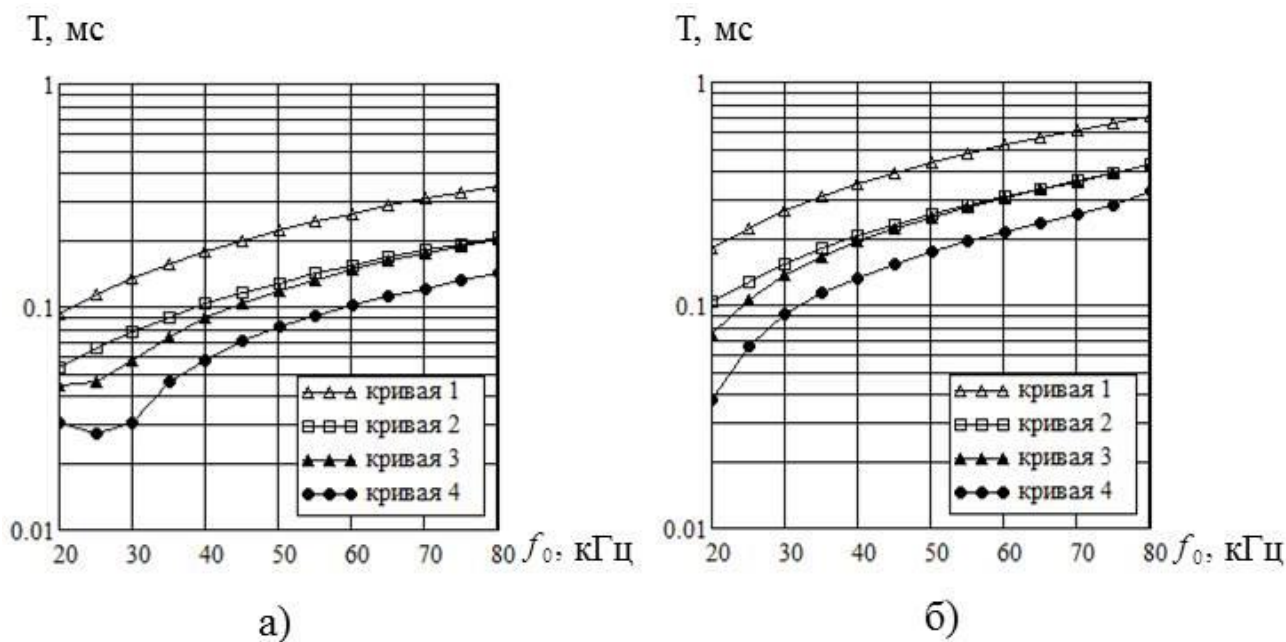 T, мс
1
0.1
0.01
20 30 40 50 60 70 80 f₀, кГц
кривая 1
кривая 2
кривая 3
кривая 4
а)
T, мс
1
0.1
0.01
20 30 40 50 60 70 80 f₀, кГц
кривая 1
кривая 2
кривая 3
кривая 4
б)